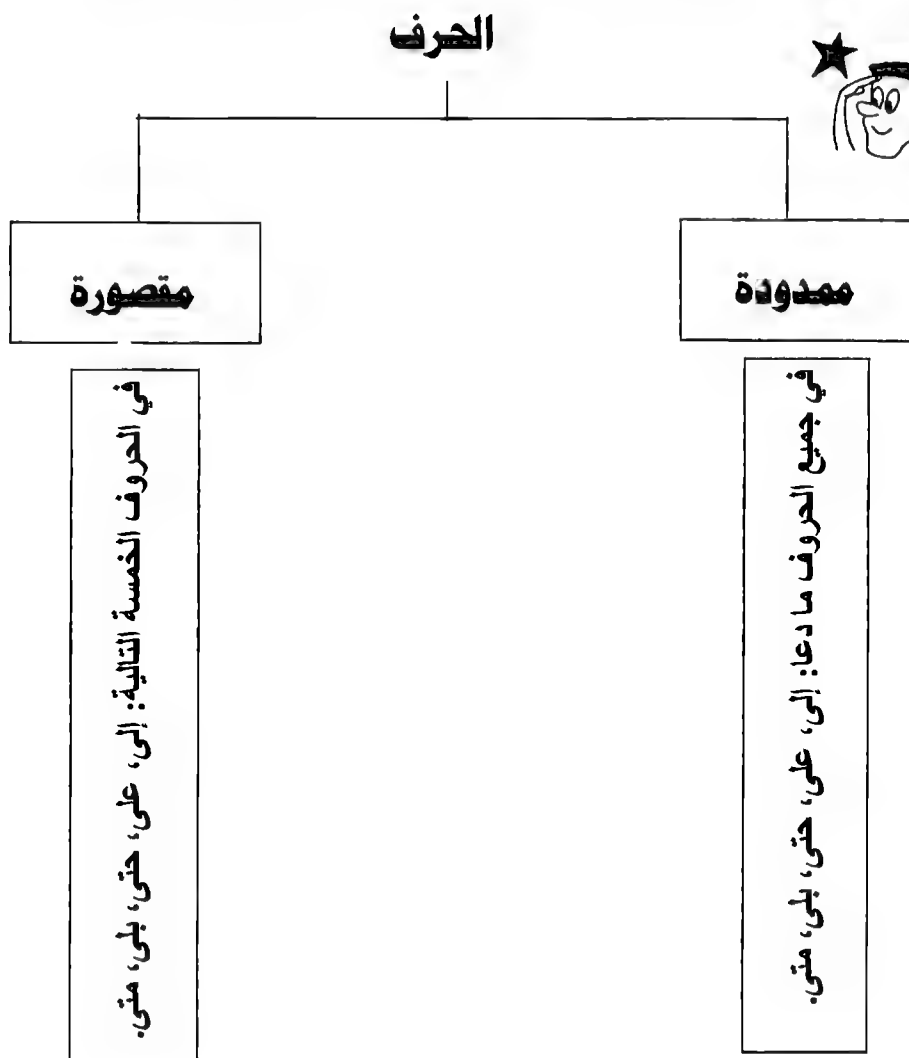 الحرف
ممدودة
مقصورة
في جميع الحروف ما دعا: إلى، على، حتى، بلى، متى.
في الحروف الخمسة التالية: إلى، على، حتى، بلى، متى.